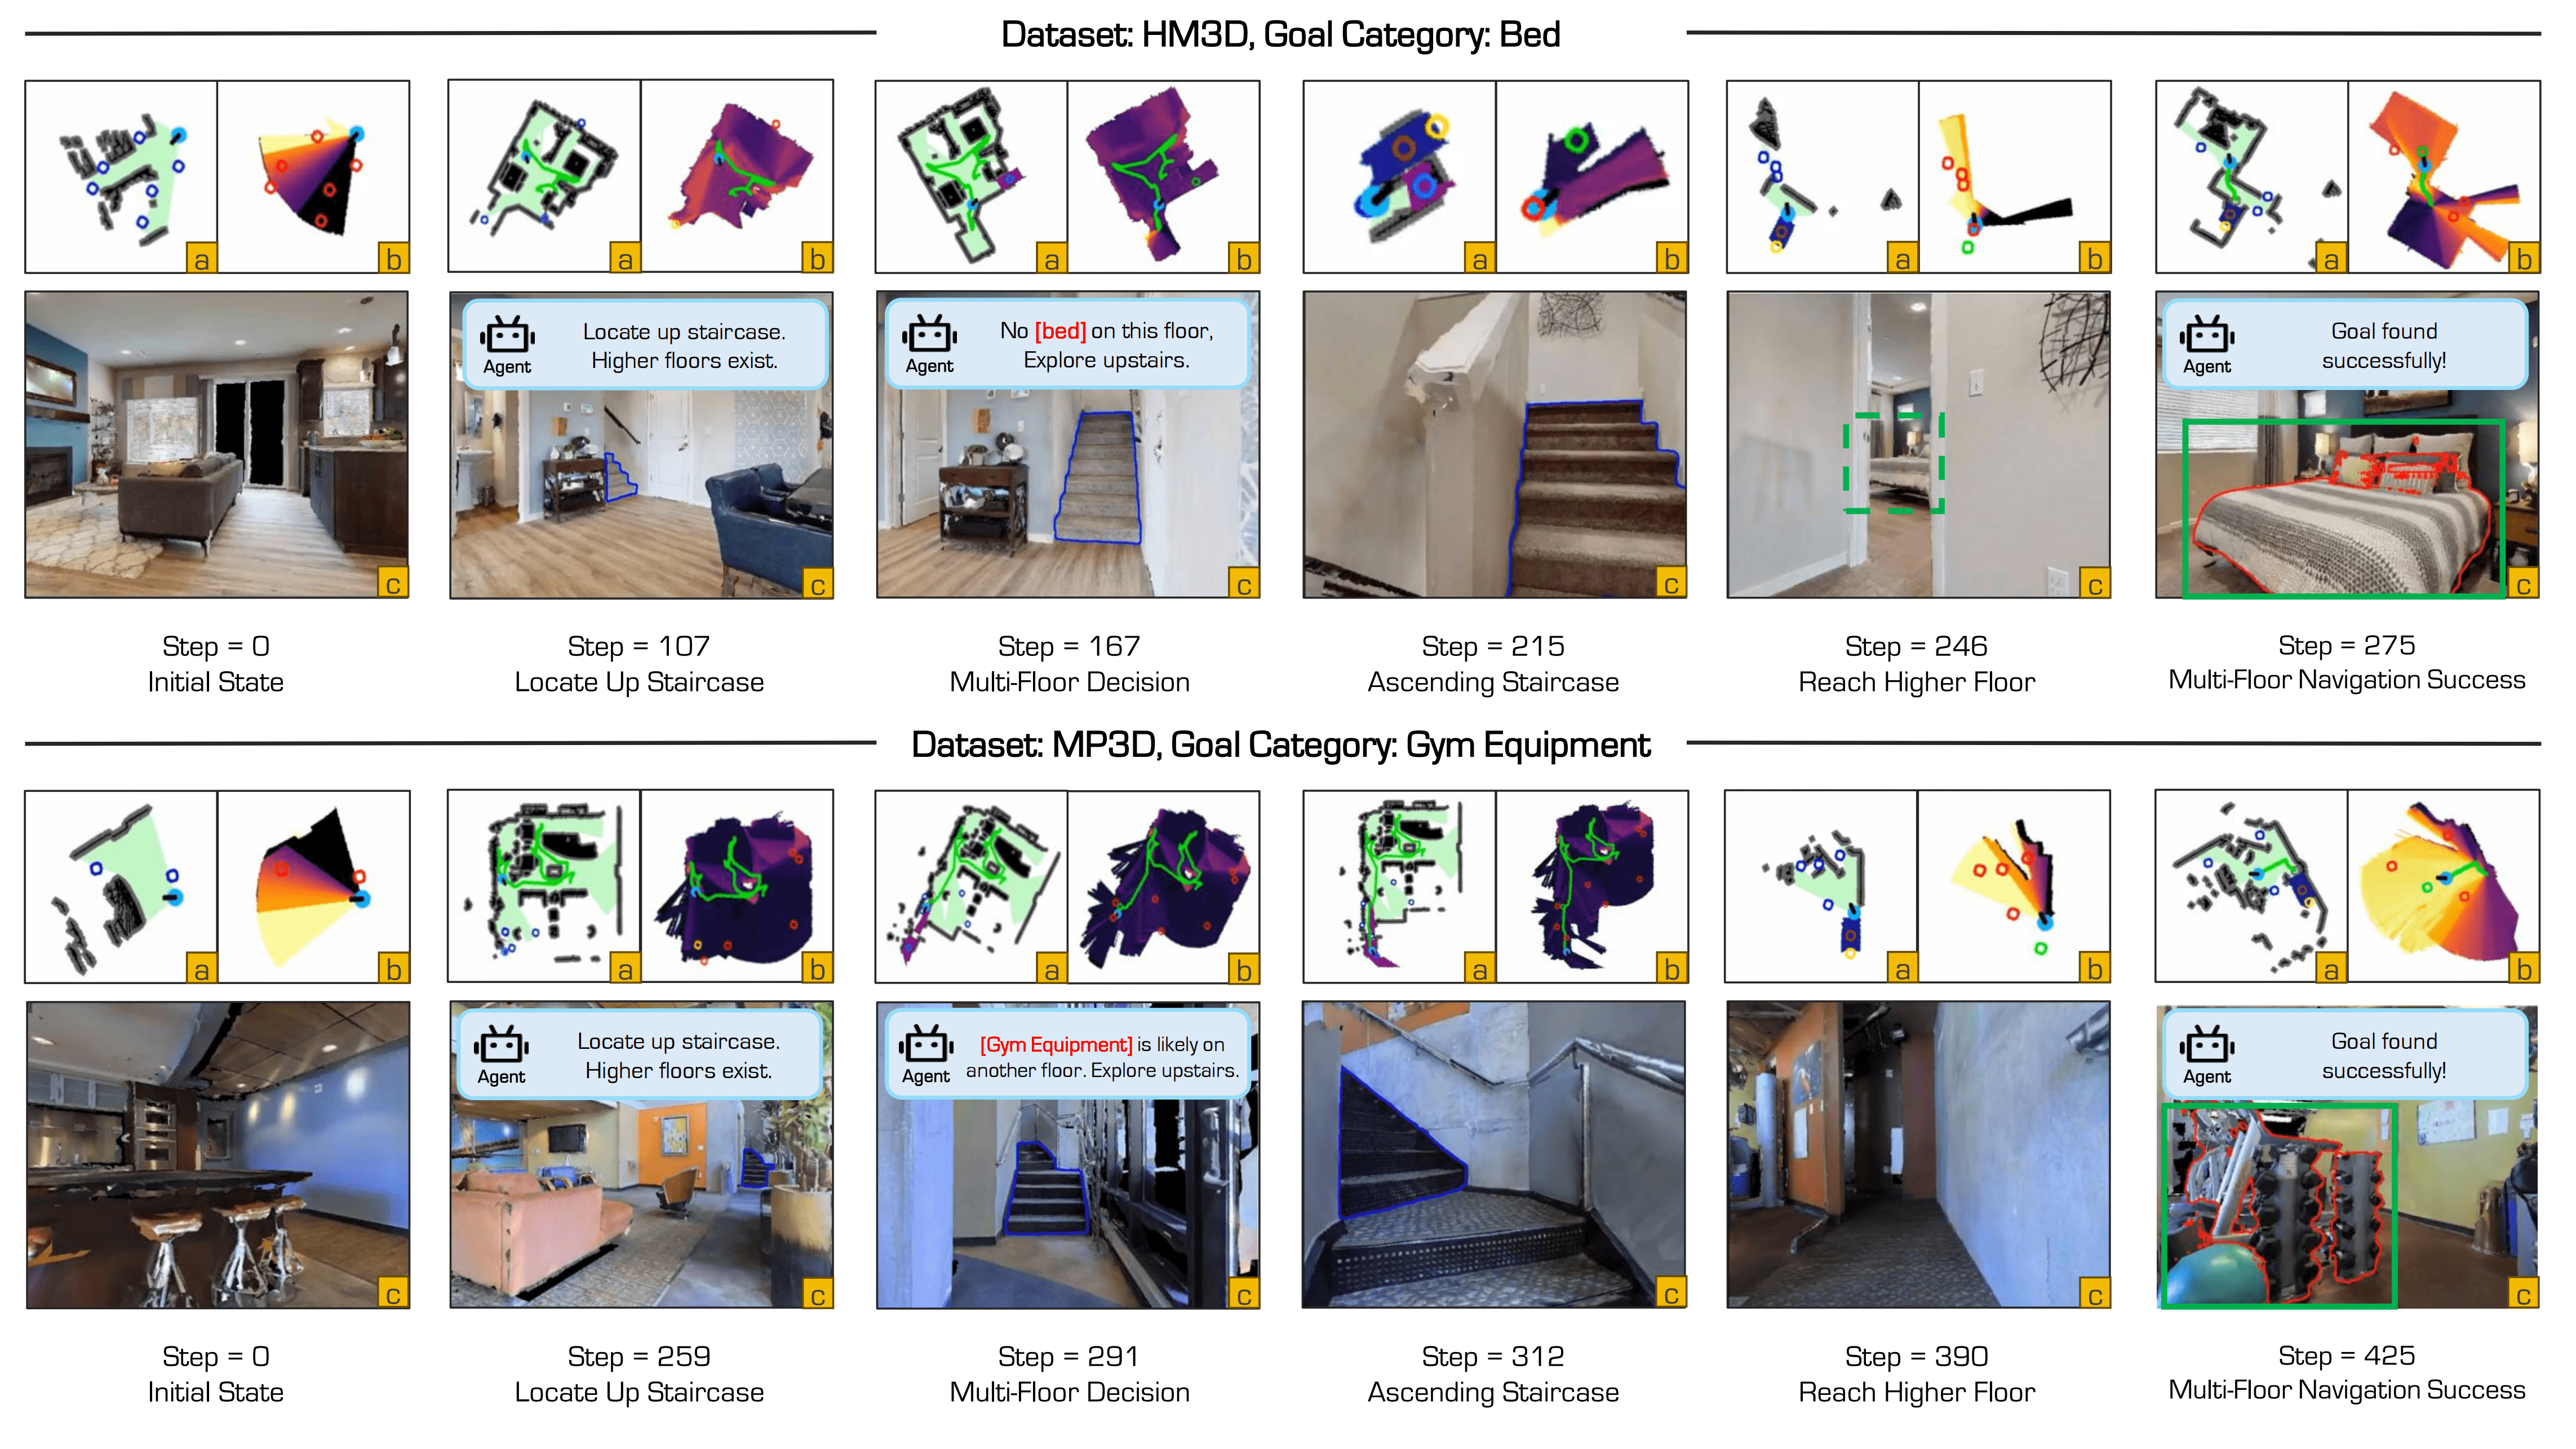 Dataset: HM3D, Goal Category: Bed
a b
a b
a b
a b
a b
a b
c
Agent
Locate up staircase.
Higher floors exist.
c
Agent
No [bed] on this floor,
Explore upstairs.
c
c
c
Agent
Goal found
successfully!
c
Step = 0
Initial State
Step = 107
Locate Up Staircase
Step = 167
Multi-Floor Decision
Step = 215
Ascending Staircase
Step = 246
Reach Higher Floor
Step = 275
Multi-Floor Navigation Success
Dataset: MP3D, Goal Category: Gym Equipment
a b
a b
a b
a b
a b
a b
c
Agent
Locate up staircase.
Higher floors exist.
c
Agent
[Gym Equipment] is likely on
another floor. Explore upstairs.
c
c
c
Agent
Goal found
successfully!
c
Step = 0
Initial State
Step = 259
Locate Up Staircase
Step = 291
Multi-Floor Decision
Step = 312
Ascending Staircase
Step = 390
Reach Higher Floor
Step = 425
Multi-Floor Navigation Success